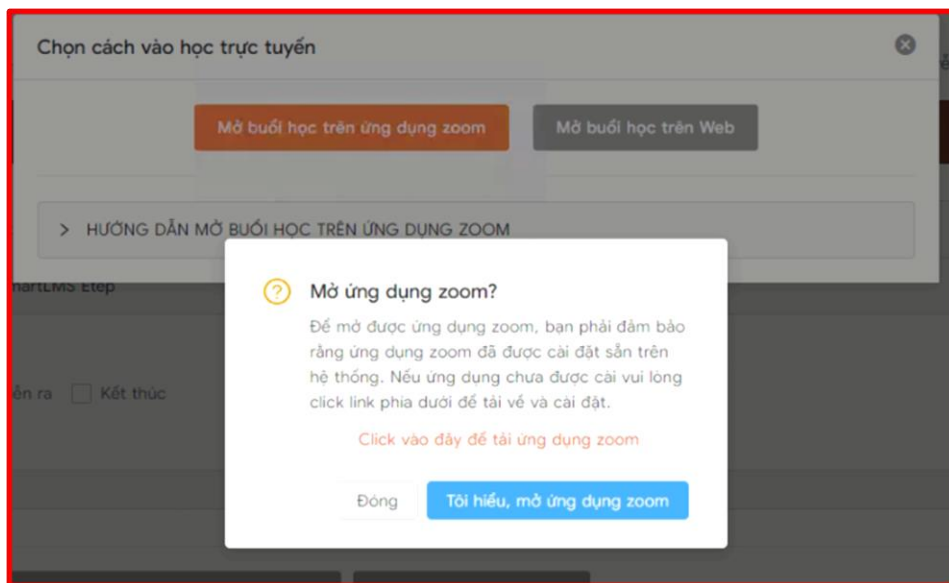 Chọn cách vào học trực tuyến
Mở buổi học trên ứng dụng zoom
Mở buổi học trên Web
HƯỚNG DẪN MỞ BUỔI HỌC TRÊN ỨNG DỤNG ZOOM
martLMS Etep
Mở ứng dụng zoom?
Để mở được ứng dụng zoom, bạn phải đảm bảo
rằng ứng dụng zoom đã được cài đặt sẵn trên
hệ thống. Nếu ứng dụng chưa được cài vui lòng
click link phía dưới để tải về và cài đặt.
ễn ra
Kết thúc
Click vào đây để tải ứng dụng zoom
Đóng
Tôi hiểu, mở ứng dụng zoom